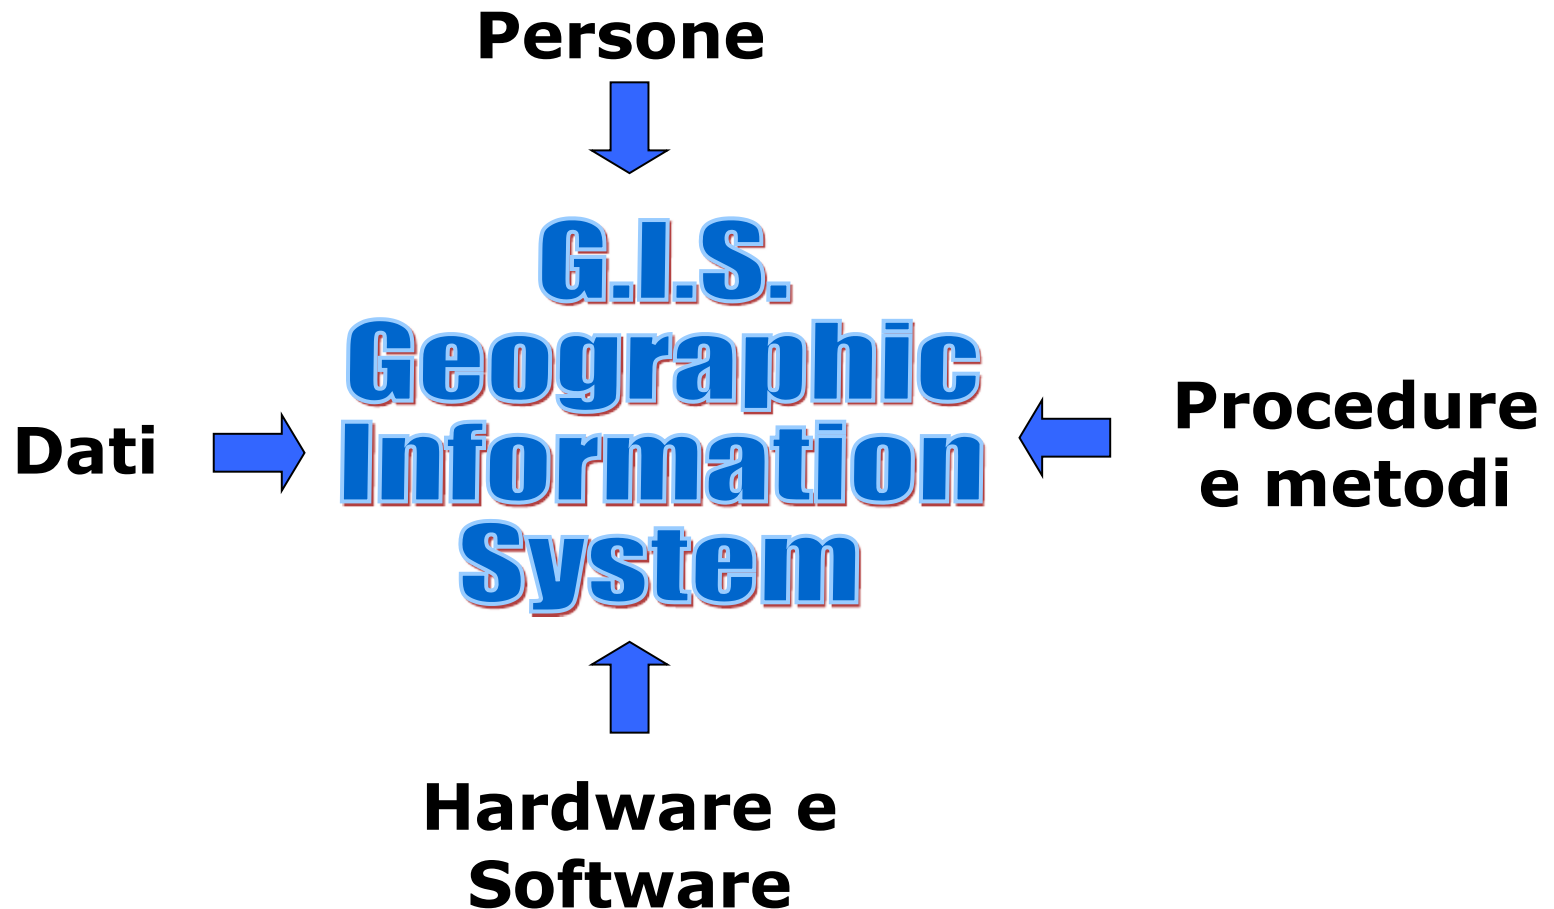 Persone
G.I.S.
Geographic
Information
System
Dati
Procedure
e metodi
Hardware e
Software